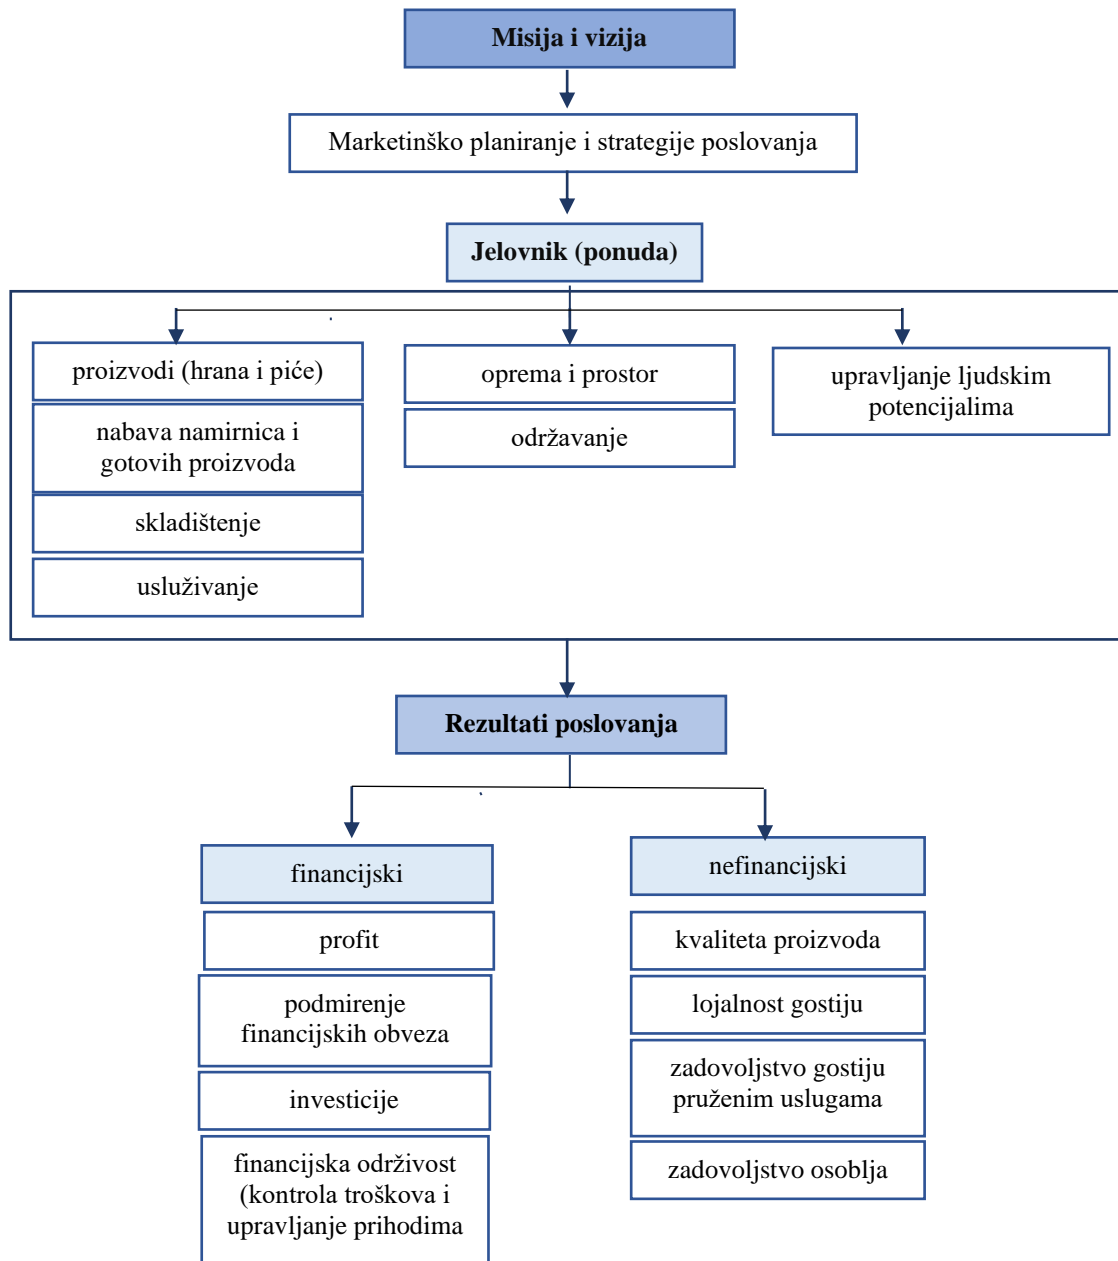 Misija i vizija
Marketinško planiranje i strategije poslovanja
Jelovnik (ponuda)
proizvodi (hrana i piće)
nabava namirnica i
gotovih proizvoda
skladištenje
usluživanje
oprema i prostor
održavanje
upravljanje ljudskim
potencijalima
Rezultati poslovanja
financijski
profit
podmirenje
financijskih obveza
investicije
financijska održivost
(kontrola troškova i
upravljanje prihodima
nefinancijski
kvaliteta proizvoda
lojalnost gostiju
zadovoljstvo gostiju
pruženim uslugama
zadovoljstvo osoblja